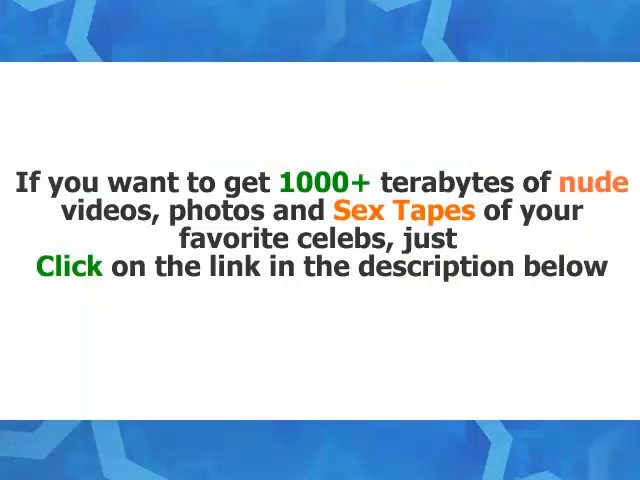 If you want to get 1000+ terabytes of nude
videos, photos and Sex Tapes of your
favorite celebs, just
Click on the link in the description below